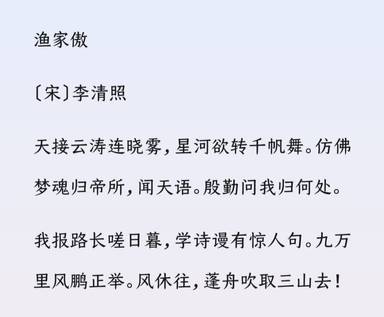 渔家傲
〔宋〕李清照
天接云涛连晓雾，星河欲转千帆舞。仿佛
梦魂归帝所，闻天语。殷勤问我归何处。
我报路长嗟日暮，学诗谩有惊人句。九万
里风鹏正举。风休往，蓬舟吹取三山去！